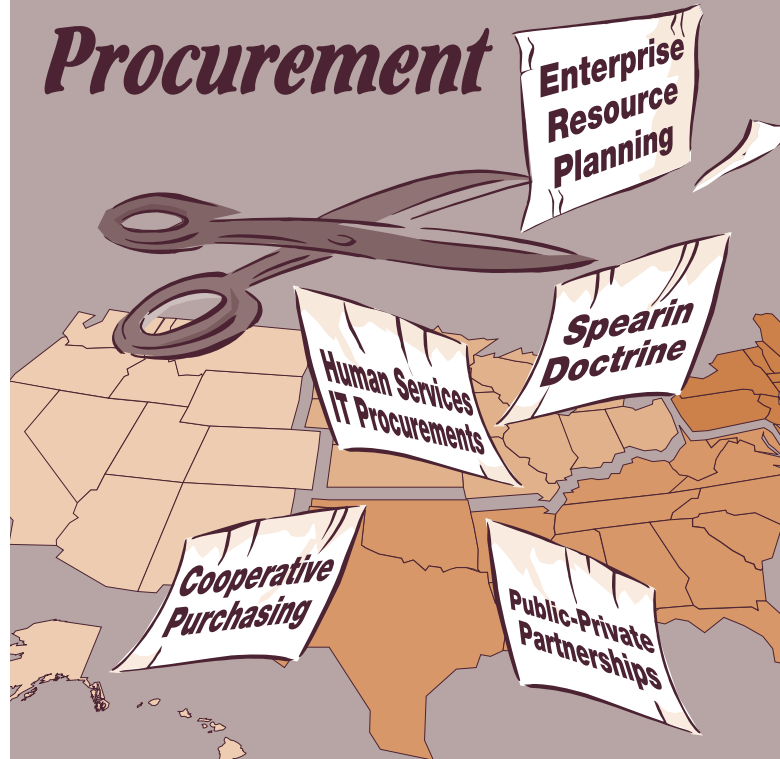 Procurement
Enterprise
Resource
Planning
Spearin
Doctrine
Human Services
IT Procurements
Cooperative
Purchasing
Public-Private
Partnerships